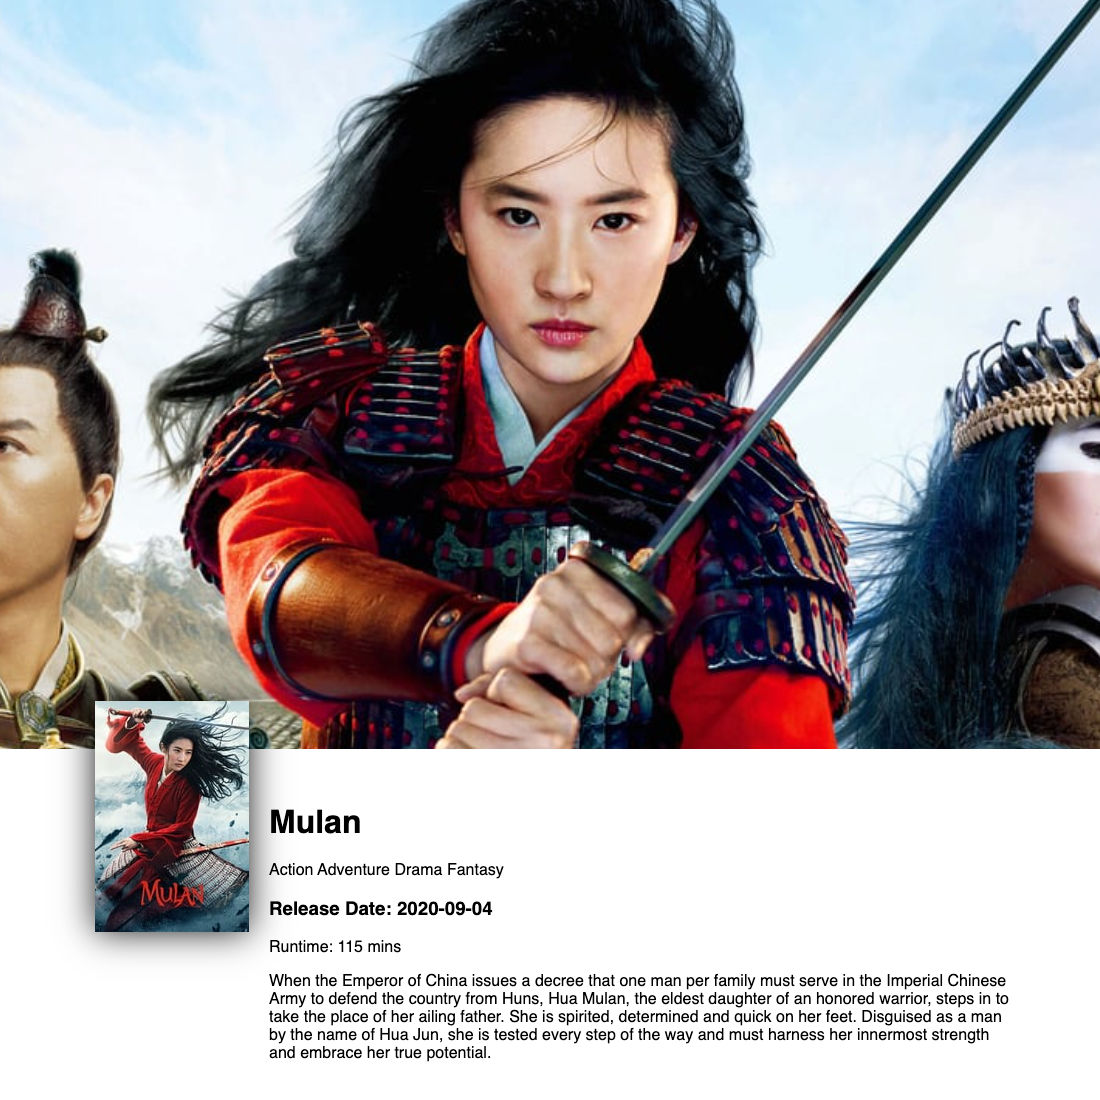 MULAN
Mulan
Action Adventure Drama Fantasy
Release Date: 2020-09-04
Runtime: 115 mins
When the Emperor of China issues a decree that one man per family must serve in the Imperial Chinese
Army to defend the country from Huns, Hua Mulan, the eldest daughter of an honored warrior, steps in to
take the place of her ailing father. She is spirited, determined and quick on her feet. Disguised as a man
by the name of Hua Jun, she is tested every step of the way and must harness her innermost strength
and embrace her true potential.